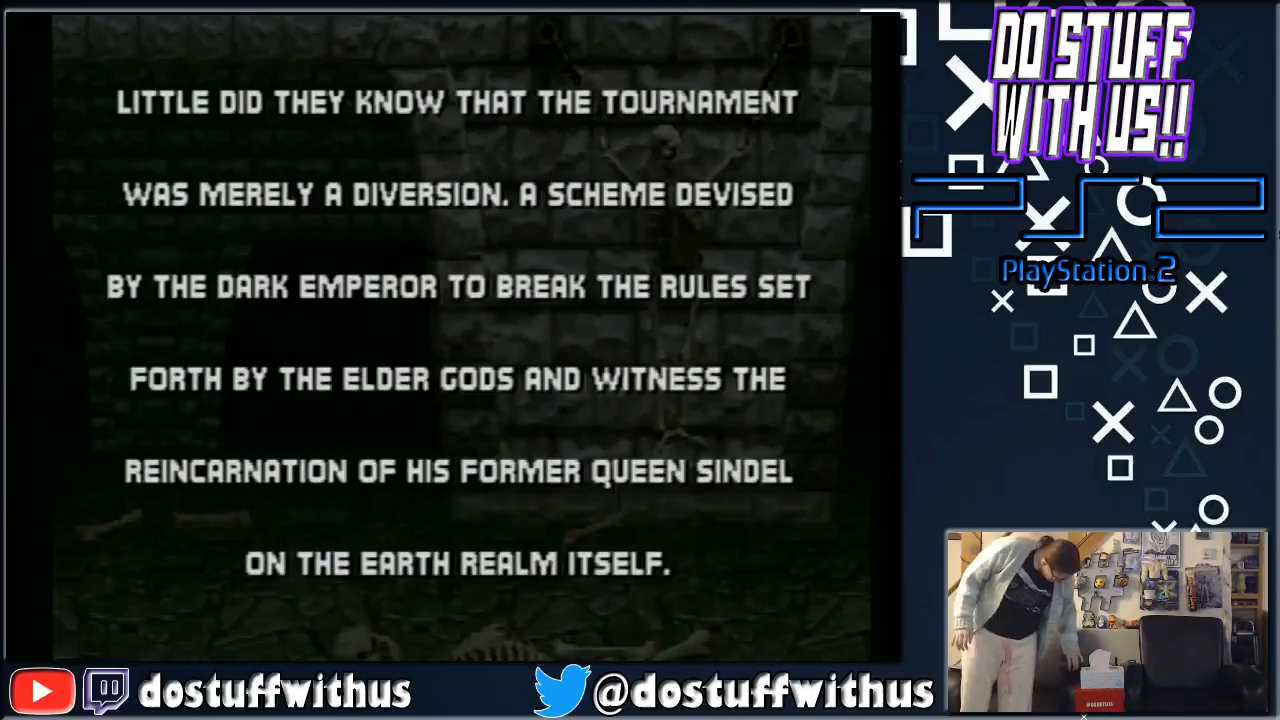 LITTLE DID THEY KNOW THAT THE TOURNAMENT
WAS MERELY A DIVERSION. A SCHEME DEVISED
BY THE DARK EMPEROR TO BREAK THE RULES SET
FORTH BY THE ELDER GODS AND WITNESS THE
REINCARNATION OF HIS FORMER QUEEN SINDEL
ON THE EARTH REALM ITSELF.
DO STUFF
WITH US!!
PS2
PlayStation.2
dostuffwithus
@dostuffwithus